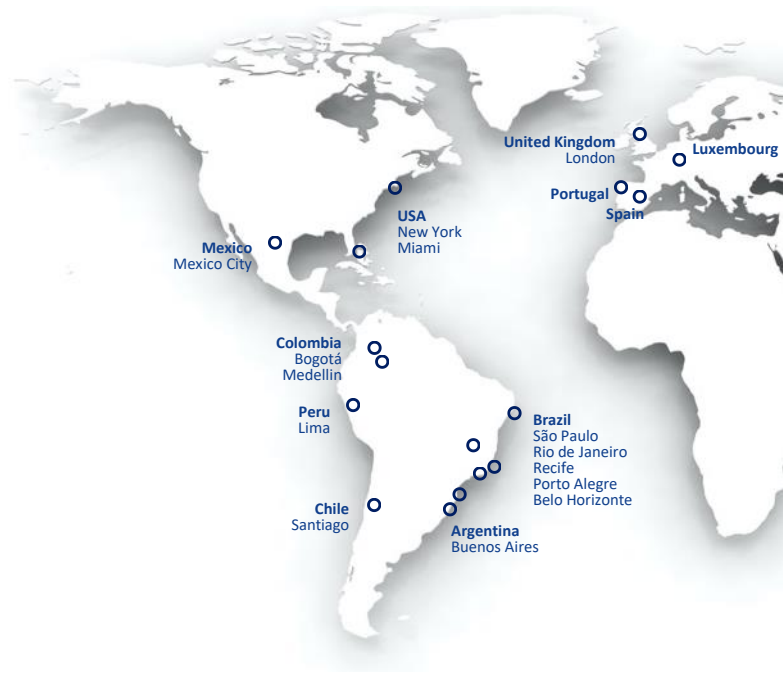 United Kingdom
London
Luxembourg
Portugal
Spain
USA
New York
Miami
Mexico
Mexico City
Colombia
Bogotá
Medellin
Peru
Lima
Brazil
São Paulo
Rio de Janeiro
Recife
Porto Alegre
Belo Horizonte
Chile
Santiago
Argentina
Buenos Aires